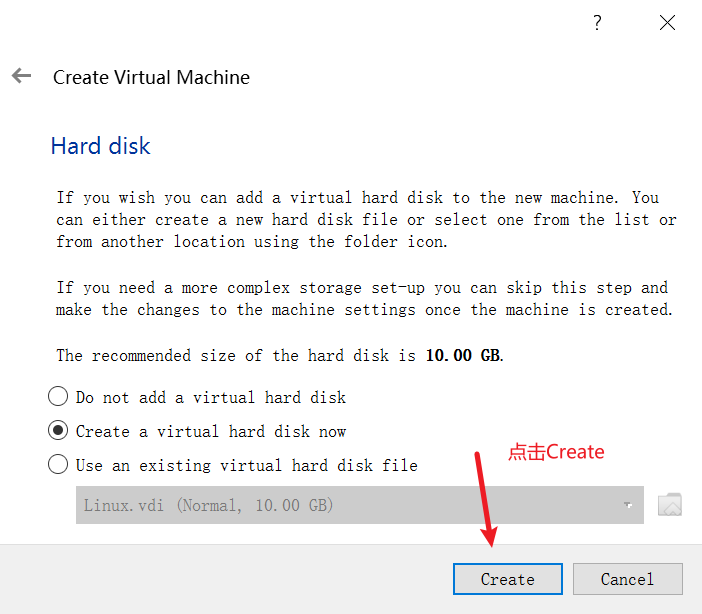 ?
Create Virtual Machine
Hard disk
If you wish you can add a virtual hard disk to the new machine. You
can either create a new hard disk file or select one from the list or
from another location using the folder icon.
If you need a more complex storage set-up you can skip this step and
make the changes to the machine settings once the machine is created.
The recommended size of the hard disk is 10.00 GB.
Do not add a virtual hard disk
Create a virtual hard disk now
点击Create
Use an existing virtual hard disk file
Linux.vdi (Normal, 10.00 GB)
Create Cancel